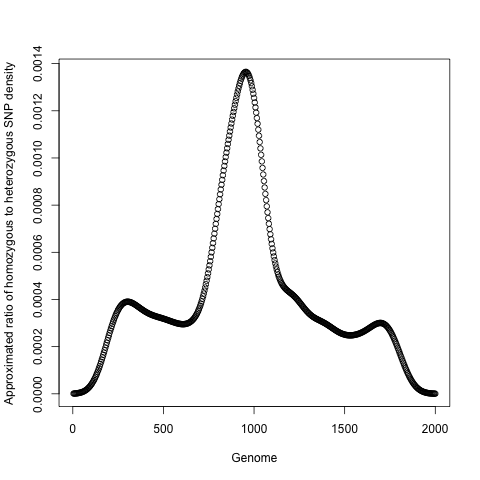 Approximated ratio of homozygous to heterozygous SNP density
0.0014
0.0012
0.0010
0.0008
0.0006
0.0004
0.0002
0.0000
0 500 1000 1500 2000
Genome